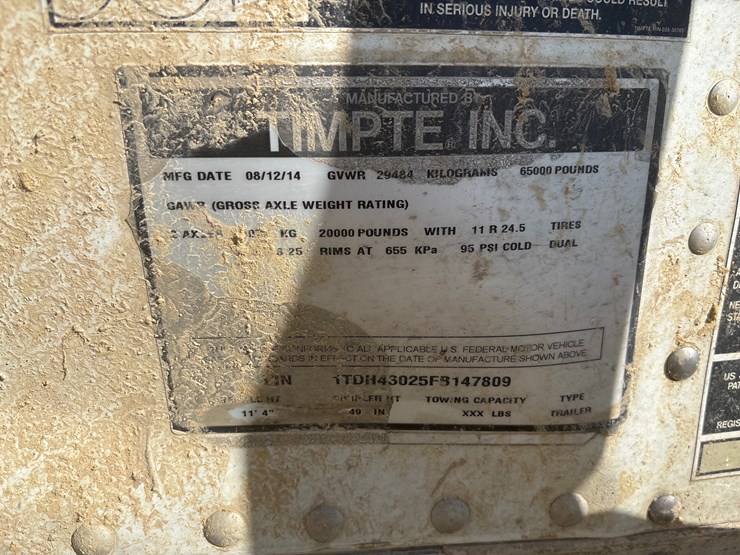 IN SERIOUS INJURY OR DEATH.
MANUFACTURED BY
TIMPTE® INC.
MFG DATE 08/12/14 GVWR 29484 KILOGRAMS 65000 POUNDS
GAWR (GROSS AXLE WEIGHT RATING)
KG 20000 POUNDS WITH 11 R 24.5 TIRES
RIMS AT 655 KPa 95 PSI COLD DUAL
APPLICABLE U.S. FEDERAL MOTOR VEHICLE
IN EFFECT ON THE DATE OF MANUFACTURE SHOWN ABOVE
1TDH43025FB147809
HT TOWING CAPACITY TYPE
11' 4" 49 IN XXX LBS TRAILER
US
REGIS